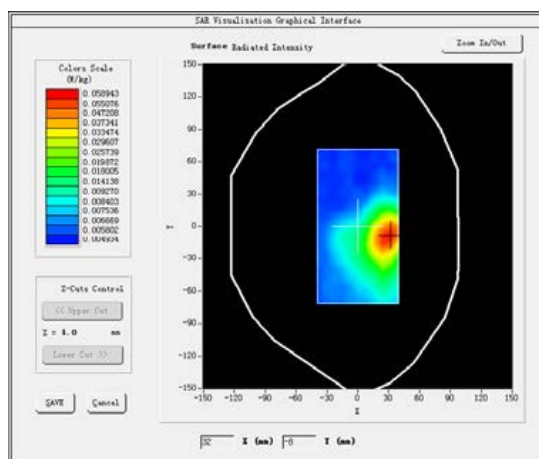 SAR Visualisation Graphical Interface
Surface Radiated Intensity
Zoom In/Out
Colors Scale
(W/kg)
0.058943
0.055076
0.047208
0.037341
0.033474
0.029607
0.025739
0.019872
0.018005
0.014138
0.009270
0.008403
0.007536
0.006669
0.005802
0.004934
150
120
90
60
30
0
-30
-60
-90
-120
-150
Y
-150 -120 -90 -60 -30 0 30 60 90 120 150
X
Z-Cuts Control
<< Upper Cut
Z = 4.0 mm
Lower Cut >>
SAVE
Cancel
32 X (mm) -8 Y (mm)